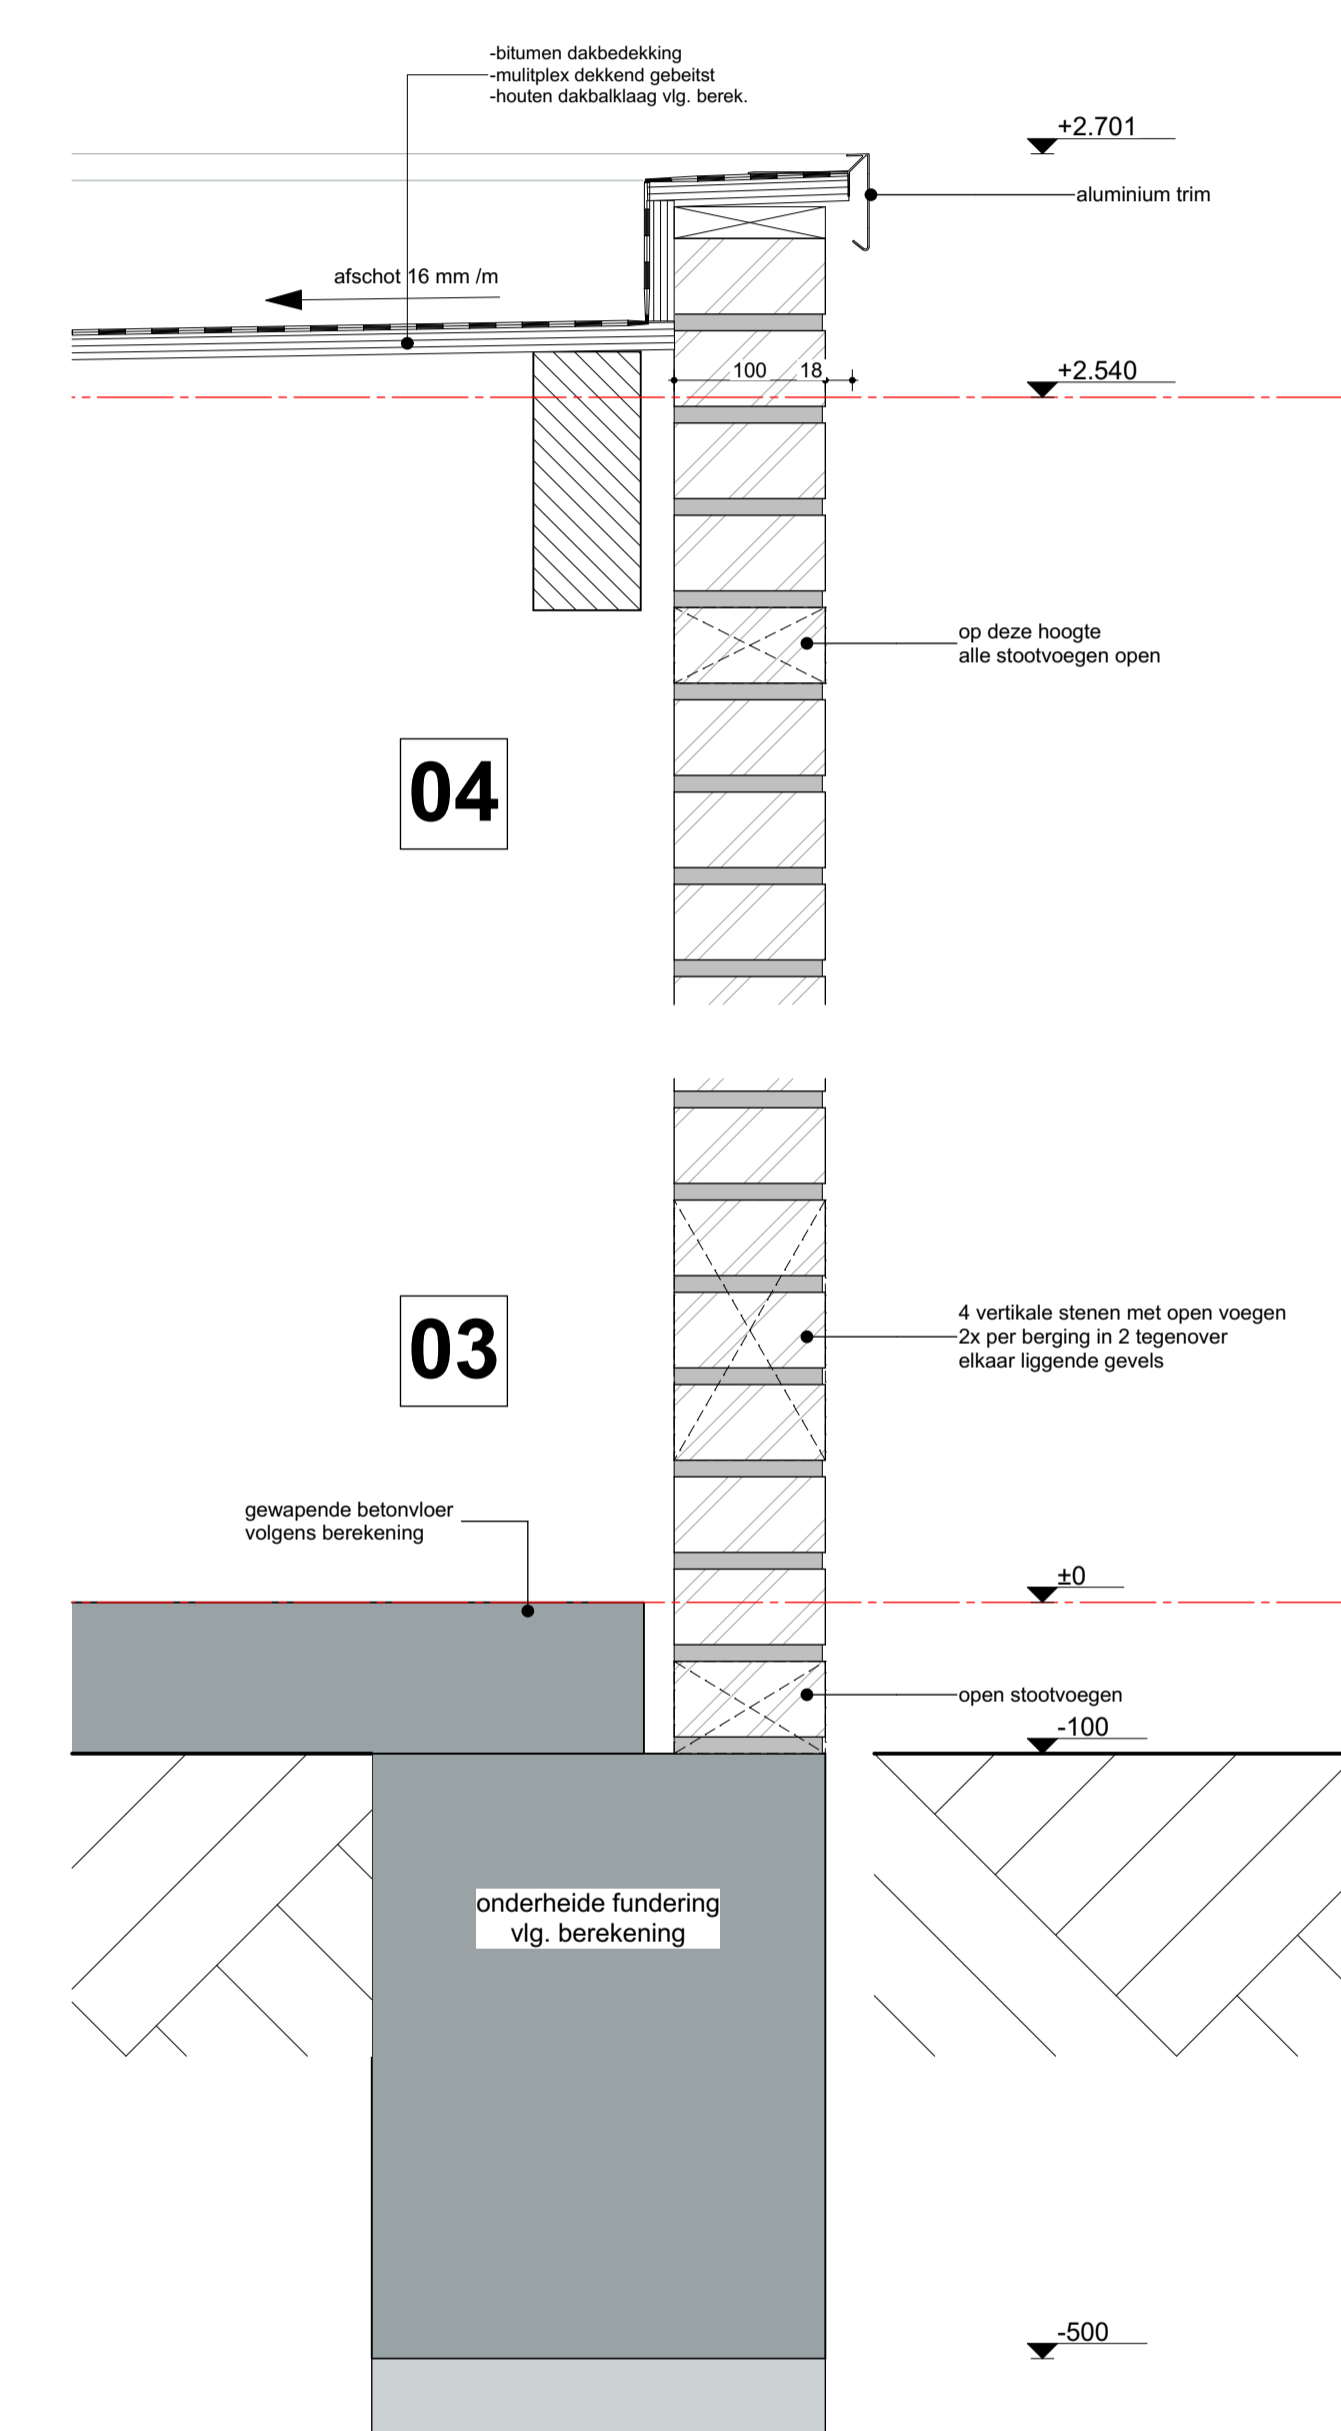 -bitumen dakbedekking
-mulitplex dekkend gebeitst
-houten dakbalklaag vlg. berek.
+2.701
aluminium trim
afschot 16 mm /m
100 18
+2.540
op deze hoogte
alle stootvoegen open
04
03
4 vertikale stenen met open voegen
2x per berging in 2 tegenover
elkaar liggende gevels
gewapende betonvloer
volgens berekening
±0
open stootvoegen
-100
onderheide fundering
vlg. berekening
-500